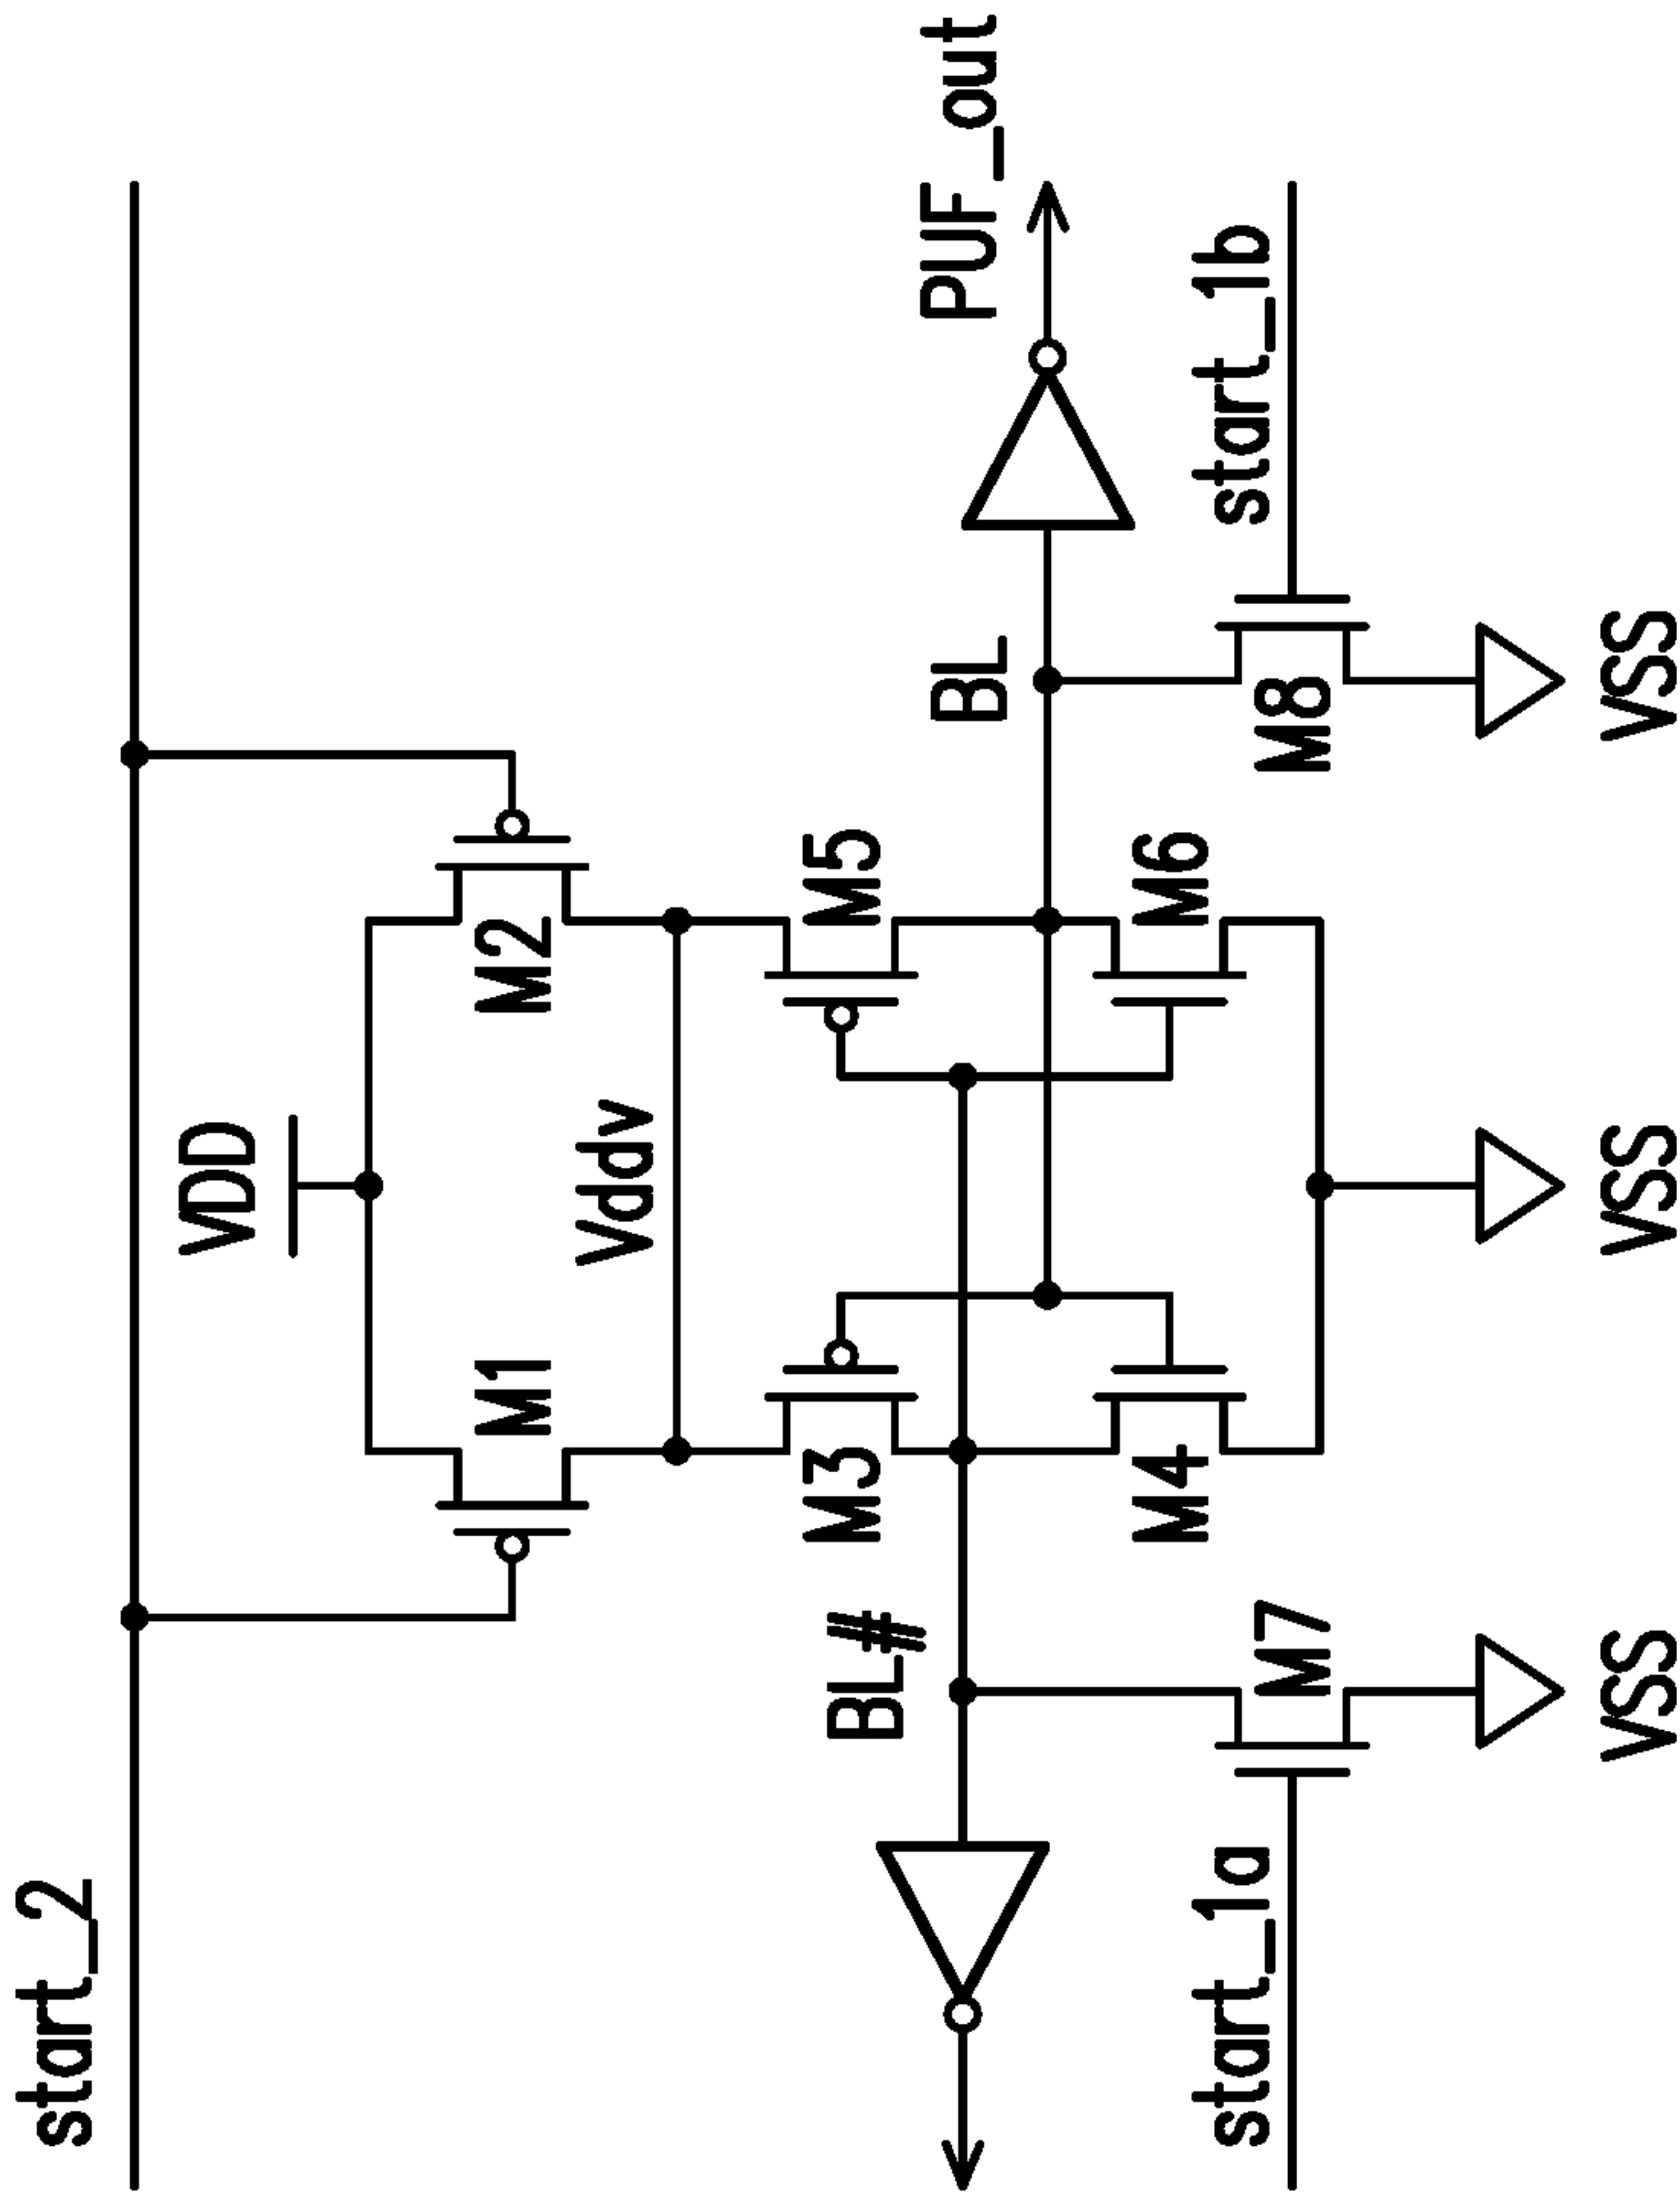 start_2
VDD
M1
M2
Vddv
M3
M5
BL#
BL
PUF_out
M4
M6
start_1a
M7
M8
start_1b
VSS
VSS
VSS